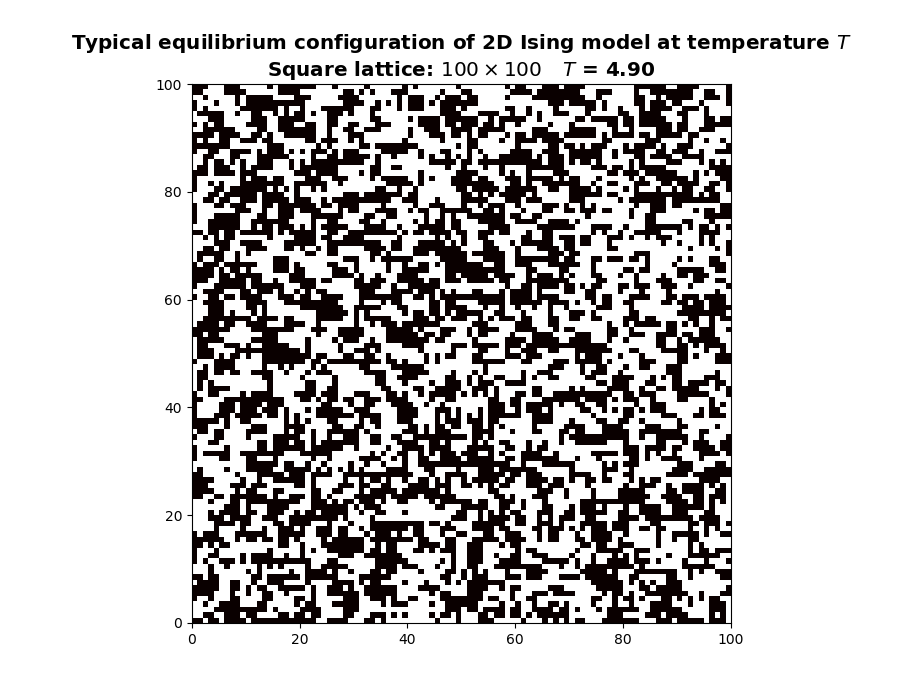 Typical equilibrium configuration of 2D Ising model at temperature T
Square lattice: 100 × 100 T = 4.90
100
80
60
40
20
0
0 20 40 60 80 100